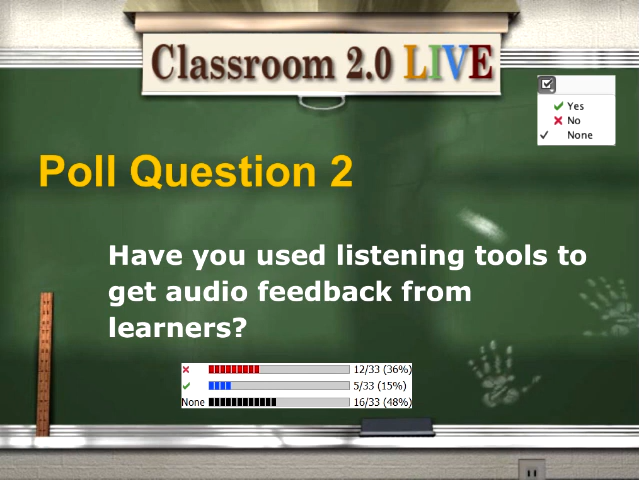 Classroom 2.0 LIVE
Yes
No
None
Poll Question 2
Have you used listening tools to
get audio feedback from
learners?
12/33 (36%)
5/33 (15%)
None 16/33 (48%)